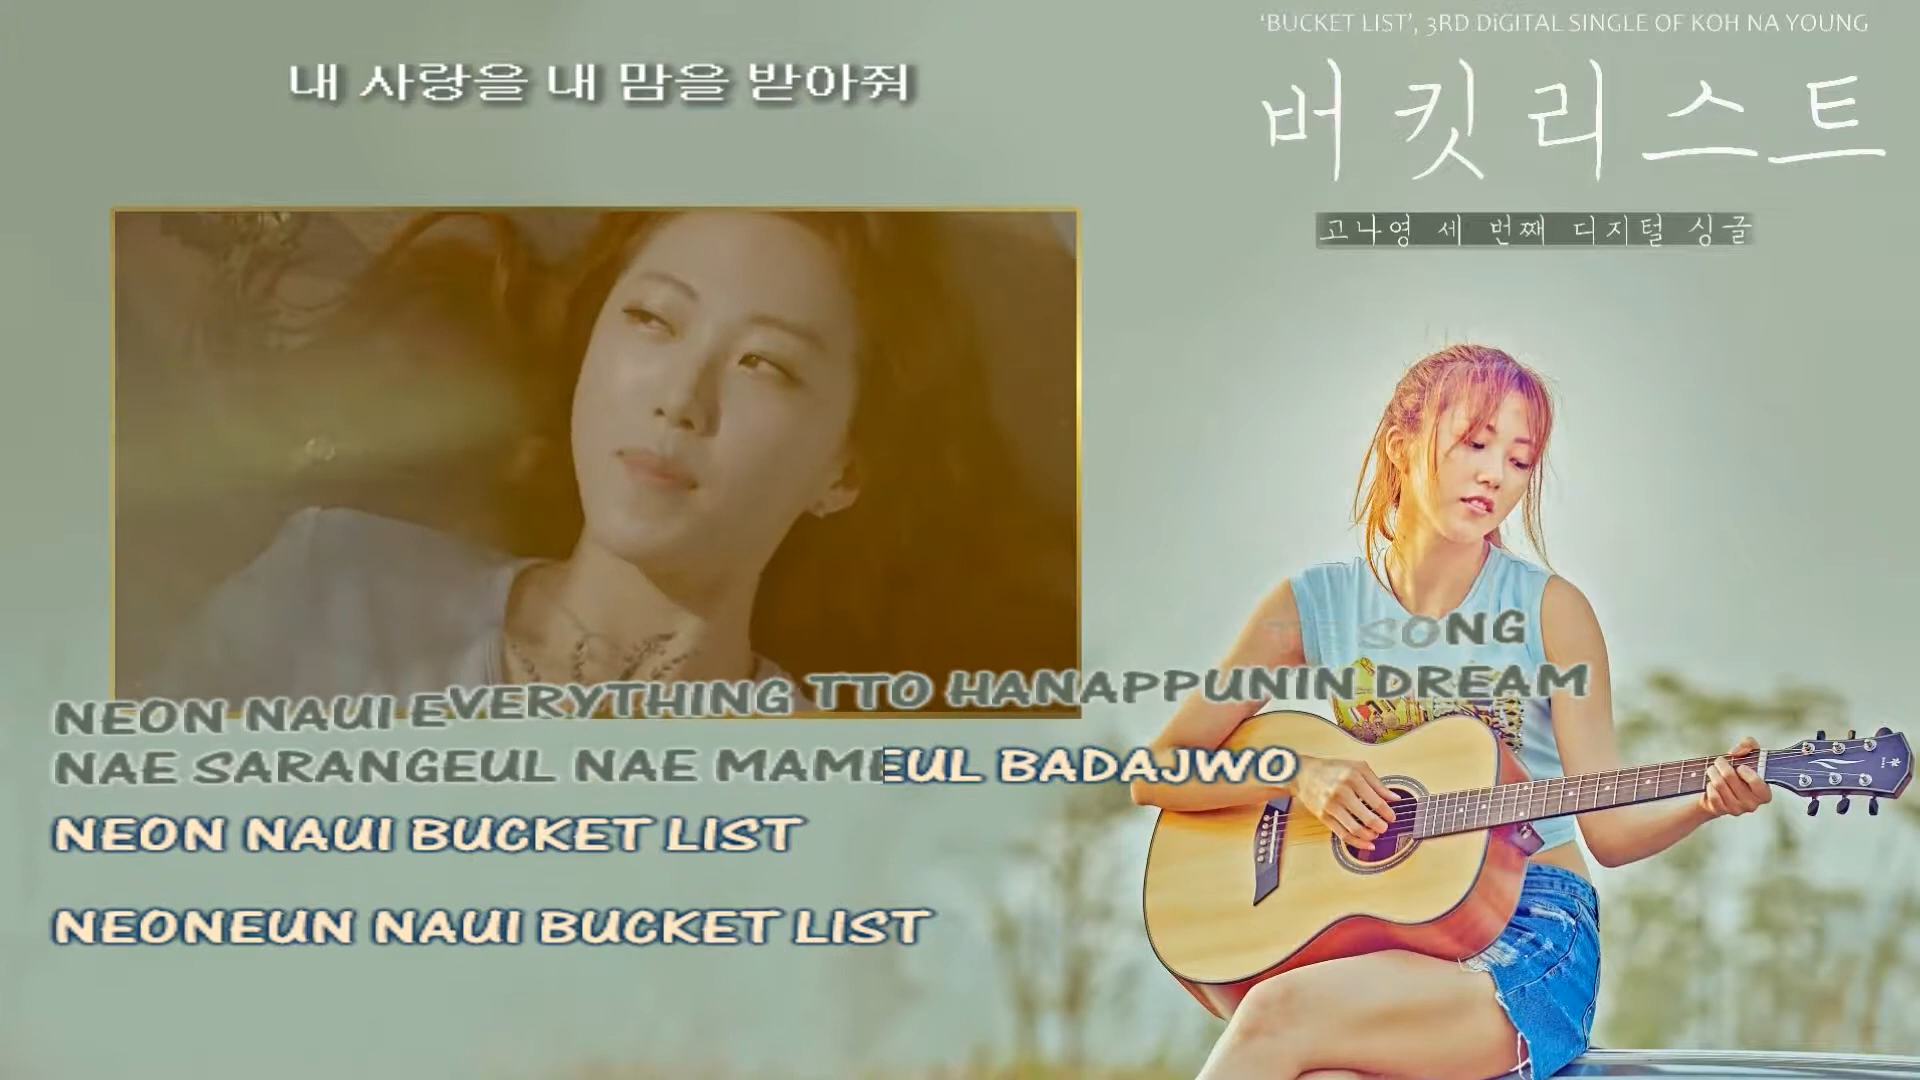 ‘BUCKET LIST’, 3RD DIGITAL SINGLE OF KOH NA YOUNG
버킷리스트
고나영 세 번째 디지털 싱글
내 사랑을 내 맘을 받아줘
SONG
NEON NAUI EVERYTHING TTO HANAPPUNIN DREAM
NAE SARANGEUL NAE MAMEUL BADAJWO
NEON NAUI BUCKET LIST
NEONEUN NAUI BUCKET LIST